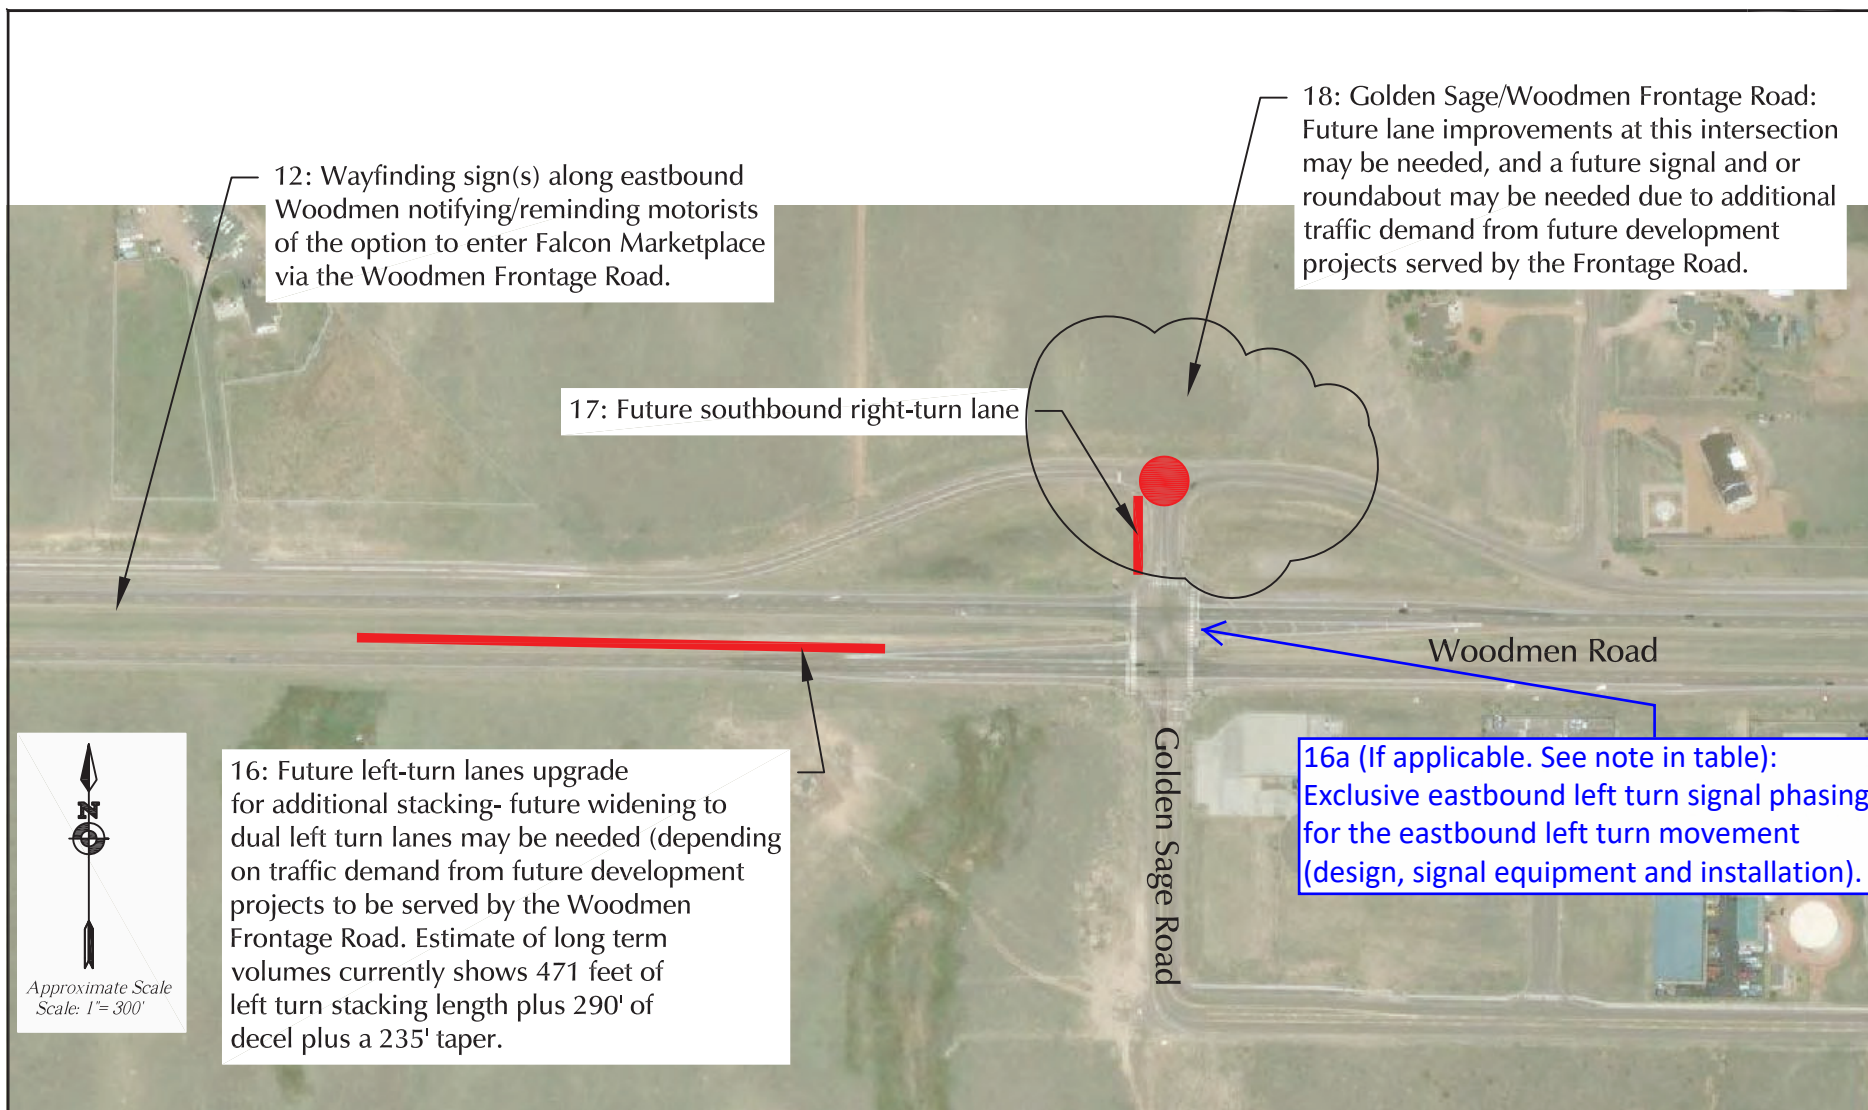 18: Golden Sage/Woodmen Frontage Road:
Future lane improvements at this intersection
may be needed, and a future signal and or
roundabout may be needed due to additional
traffic demand from future development
projects served by the Frontage Road.
12: Wayfinding sign(s) along eastbound
Woodmen notifying/reminding motorists
of the option to enter Falcon Marketplace
via the Woodmen Frontage Road.
17: Future southbound right-turn lane
Woodmen Road
Golden Sage Road
16a (If applicable. See note in table):
Exclusive eastbound left turn signal phasing
for the eastbound left turn movement
(design, signal equipment and installation).
16: Future left-turn lanes upgrade
for additional stacking- future widening to
dual left turn lanes may be needed (depending
on traffic demand from future development
projects to be served by the Woodmen
Frontage Road. Estimate of long term
volumes currently shows 471 feet of
left turn stacking length plus 290' of
decel plus a 235' taper.
N
Approximate Scale
Scale: 1"= 300'